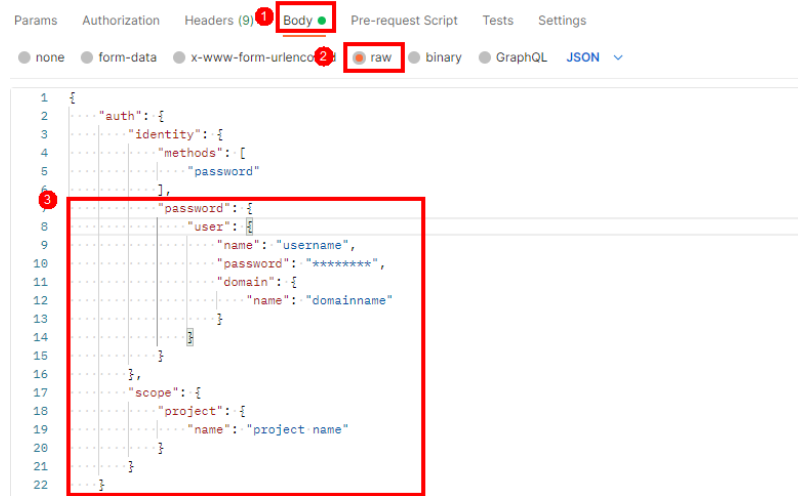 Params Authorization Headers (9) 1 Body Pre-request Script Tests Settings
none form-data x-www-form-urlenco 2 raw binary GraphQL JSON
1 {
2 "auth": {
3 "identity": {
4 "methods": [
5 "password"
6 ],
3
7 "password": {
8 "user": {
9 "name": "username",
10 "password": "********",
11 "domain": {
12 "name": "domainname"
13 }
14 }
15 }
16 },
17 "scope": {
18 "project": {
19 "name": "project name"
20 }
21 }
22 }